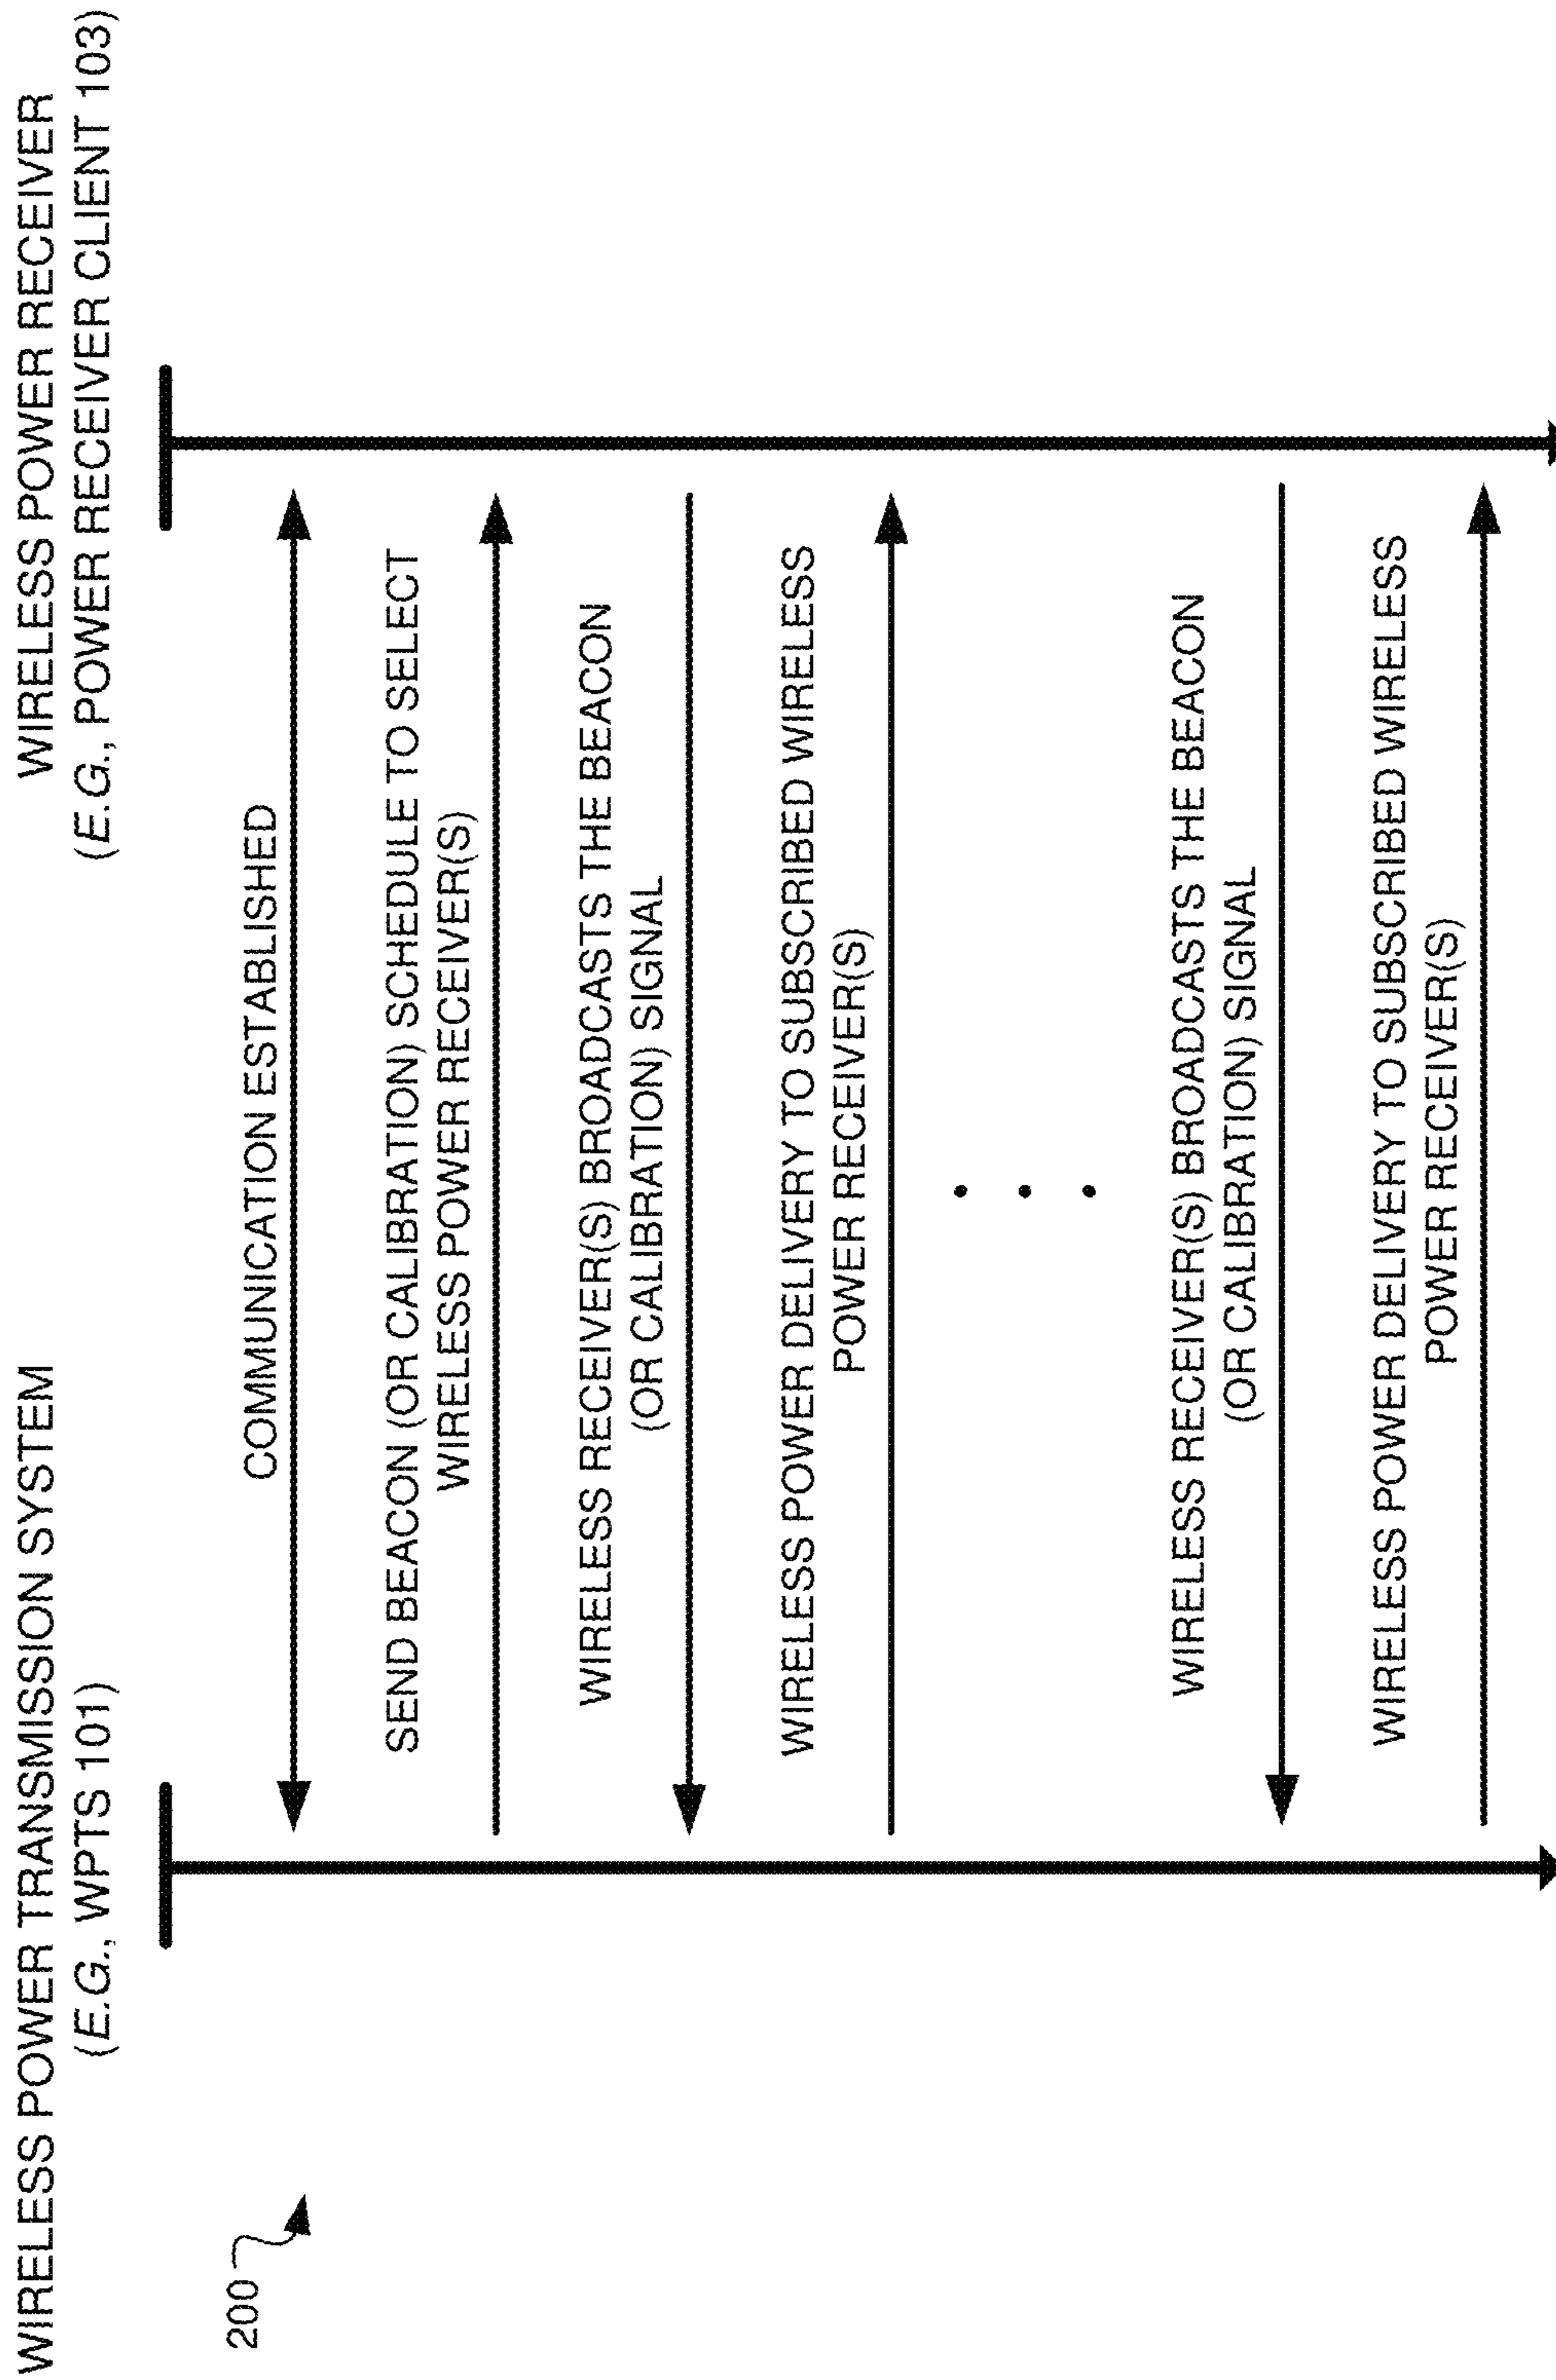 WIRELESS POWER TRANSMISSION SYSTEM
(E.G., WPTS 101)
WIRELESS POWER RECEIVER
(E.G., POWER RECEIVER CLIENT 103)
200
COMMUNICATION ESTABLISHED
SEND BEACON (OR CALIBRATION) SCHEDULE TO SELECT
WIRELESS POWER RECEIVER(S)
WIRELESS RECEIVER(S) BROADCASTS THE BEACON
(OR CALIBRATION) SIGNAL
WIRELESS POWER DELIVERY TO SUBSCRIBED WIRELESS
POWER RECEIVER(S)
WIRELESS RECEIVER(S) BROADCASTS THE BEACON
(OR CALIBRATION) SIGNAL
WIRELESS POWER DELIVERY TO SUBSCRIBED WIRELESS
POWER RECEIVER(S)